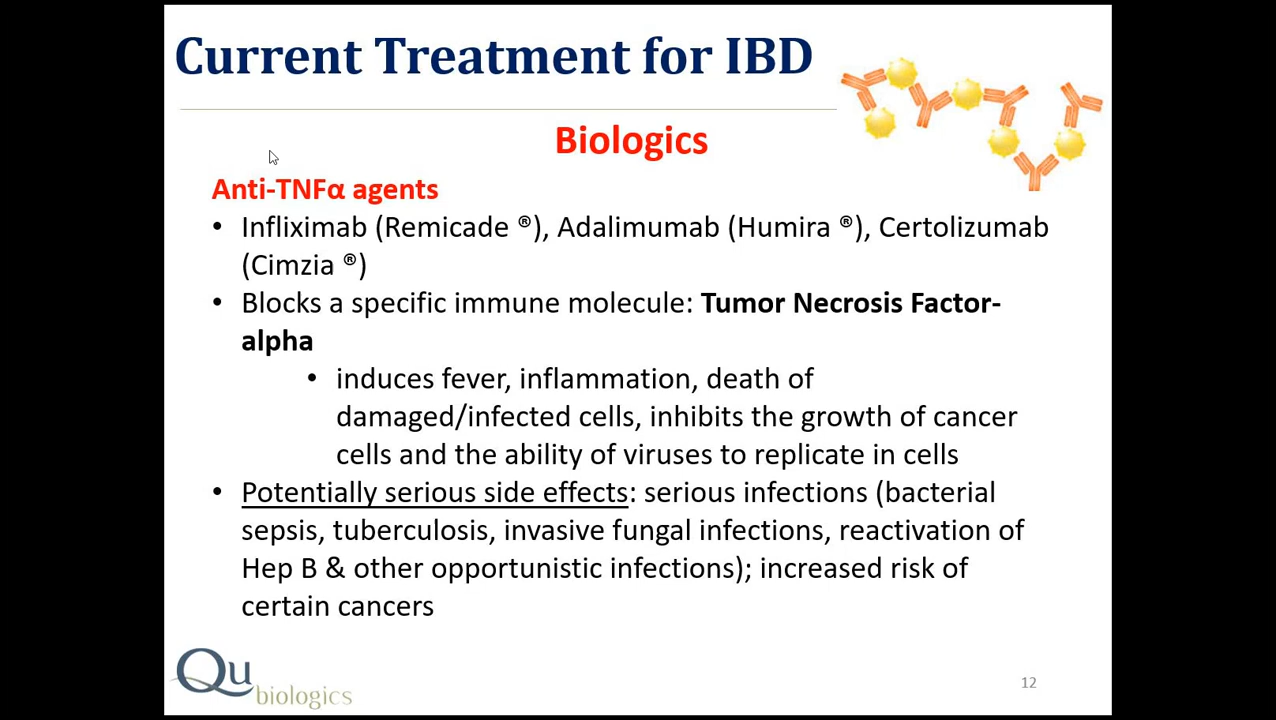 Current Treatment for IBD
Biologics
Anti-TNFα agents
• Infliximab (Remicade ®), Adalimumab (Humira ®), Certolizumab
(Cimzia ®)
• Blocks a specific immune molecule: Tumor Necrosis Factor-
alpha
• induces fever, inflammation, death of
damaged/infected cells, inhibits the growth of cancer
cells and the ability of viruses to replicate in cells
• Potentially serious side effects: serious infections (bacterial
sepsis, tuberculosis, invasive fungal infections, reactivation of
Hep B & other opportunistic infections); increased risk of
certain cancers
Qu
biologics
12